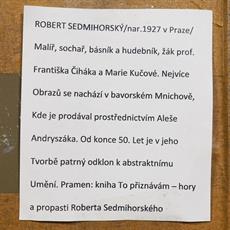 ROBERT SEDMIHORSKÝ/nar.1927 v Praze/
Malíř, sochař, básník a hudebník, žák prof.
Františka Čiháka a Marie Kučové. Nejvíce
Obrazů se nachází v bavorském Mnichově,
Kde je prodával prostřednictvím Aleše
Andryszáka. Od konce 50. Let je v jeho
Tvorbě patrný odklon k abstraktnímu
Umění. Pramen: kniha To přiznávám – hory
a propasti Roberta Sedmihorského